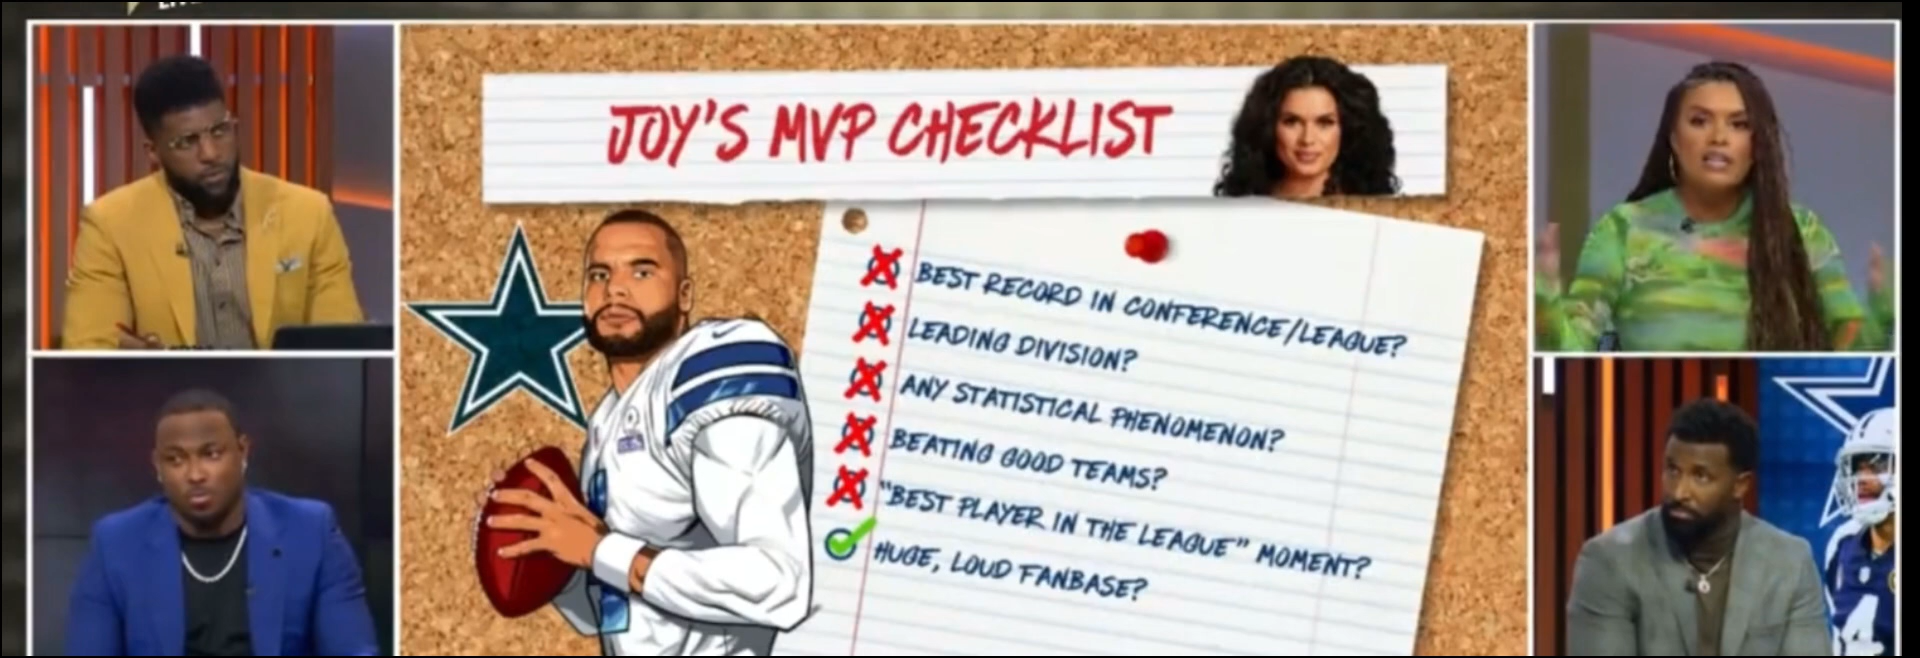 JOY'S MVP CHECKLIST
BEST RECORD IN CONFERENCE/LEAGUE?
LEADING DIVISION?
ANY STATISTICAL PHENOMENON?
BEATING GOOD TEAMS?
"BEST PLAYER IN THE LEAGUE" MOMENT?
HUGE, LOUD FANBASE?
4